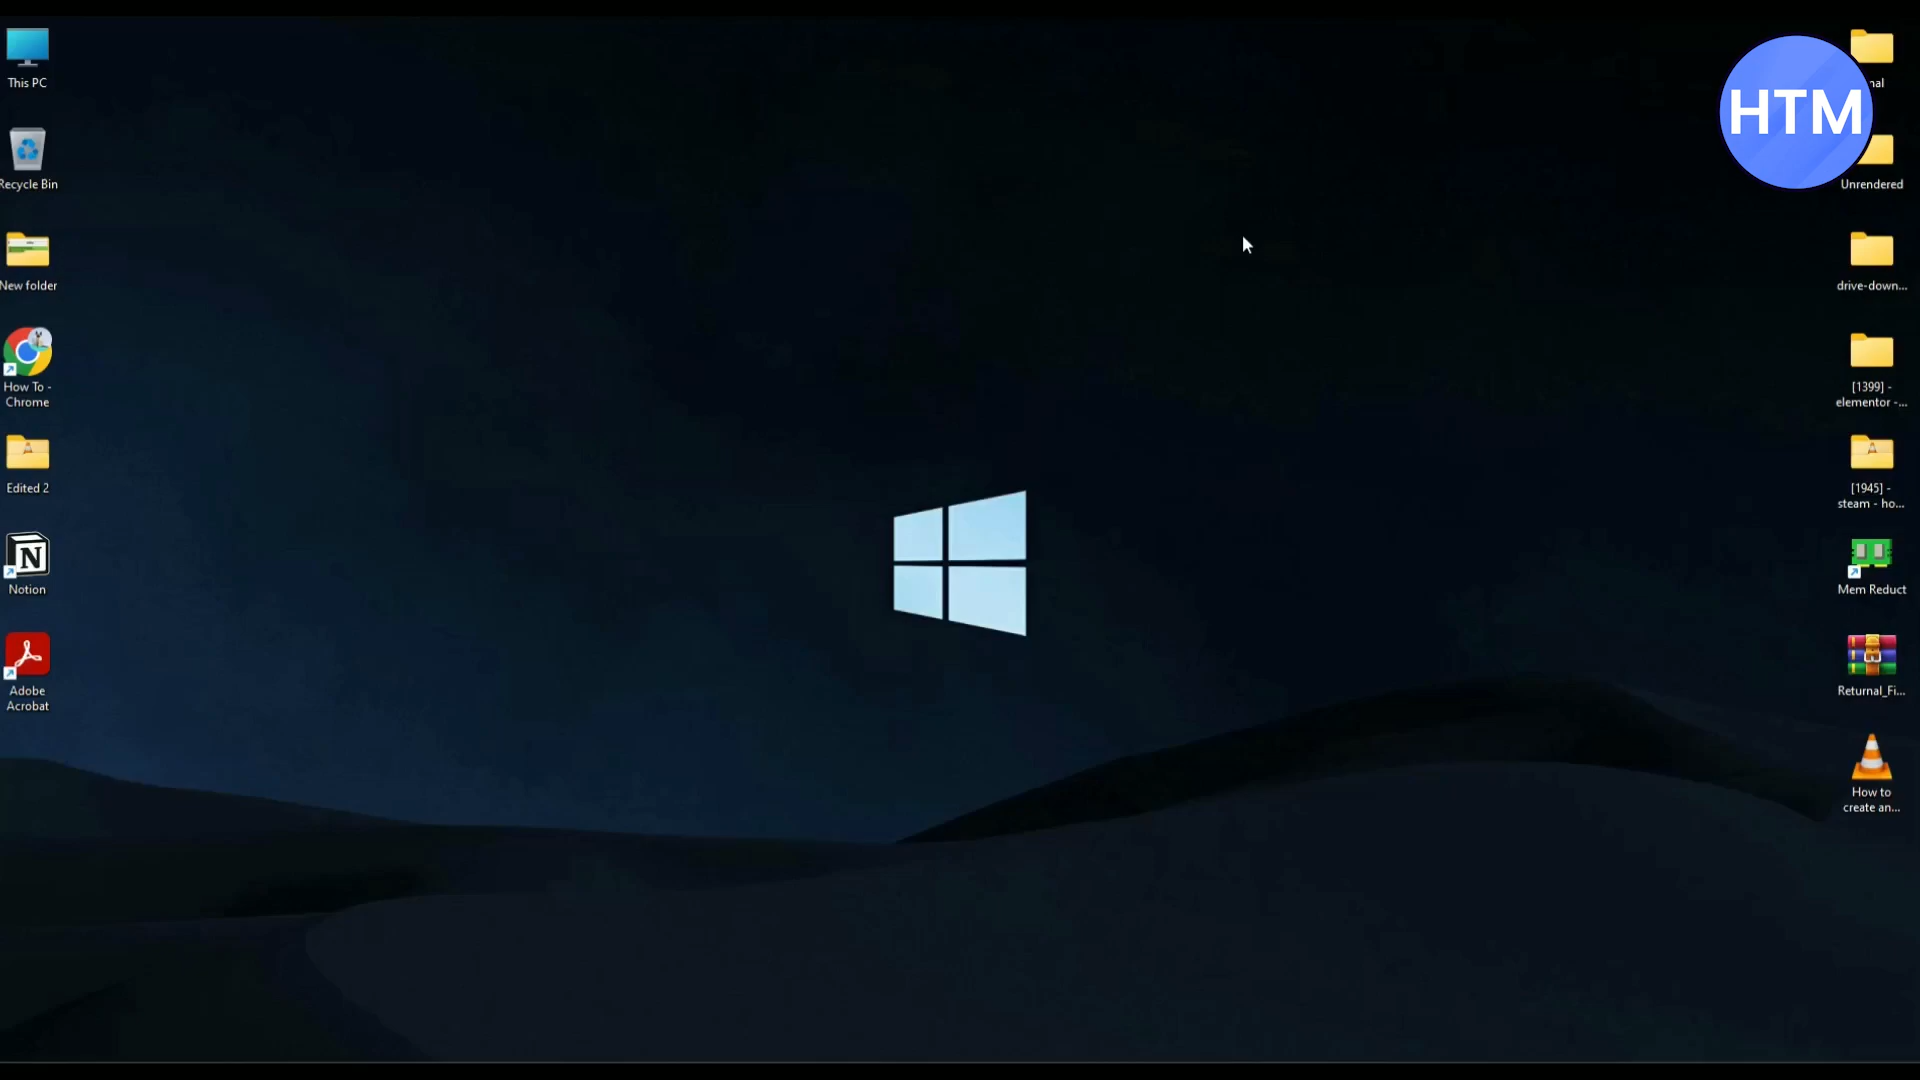 This PC
Recycle Bin
New folder
How To -
Chrome
Edited 2
N
Notion
Adobe
Acrobat
HTM
Unrendered
drive-down...
[1399] -
elementor -...
[1945] -
steam - ho...
Mem Reduct
Returnal_Fi...
How to
create an...